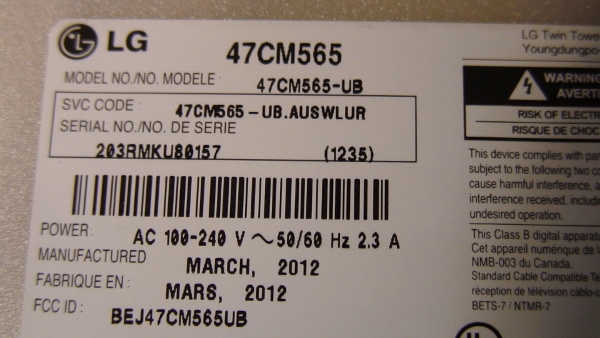 LG 47CM565
MODEL NO./NO. MODELE : 47CM565-UB
SVC CODE : 47CM565-UB.AUSWLUR
SERIAL NO./NO. DE SERIE
203RMKU80157 (1235)
POWER : AC 100-240 V ~ 50/60 Hz 2.3 A
MANUFACTURED MARCH, 2012
FABRIQUE EN : MARS, 2012
FCC ID : BEJ47CM565UB
LG Twin Towe
Youngdungpo-
WARNING
AVERTI
RISK OF ELECTR
RISQUE DE CHOC
This device complies with par
subject to the following two co
cause harmful interference, a
interference received, includi
undesired operation.
This Class B digital apparatu
Cet appareil numérique de l
NMB-003 du Canada.
Standard Cable Compatible Te
réception de télévision câblo-c
BETS-7 / NTMR-7